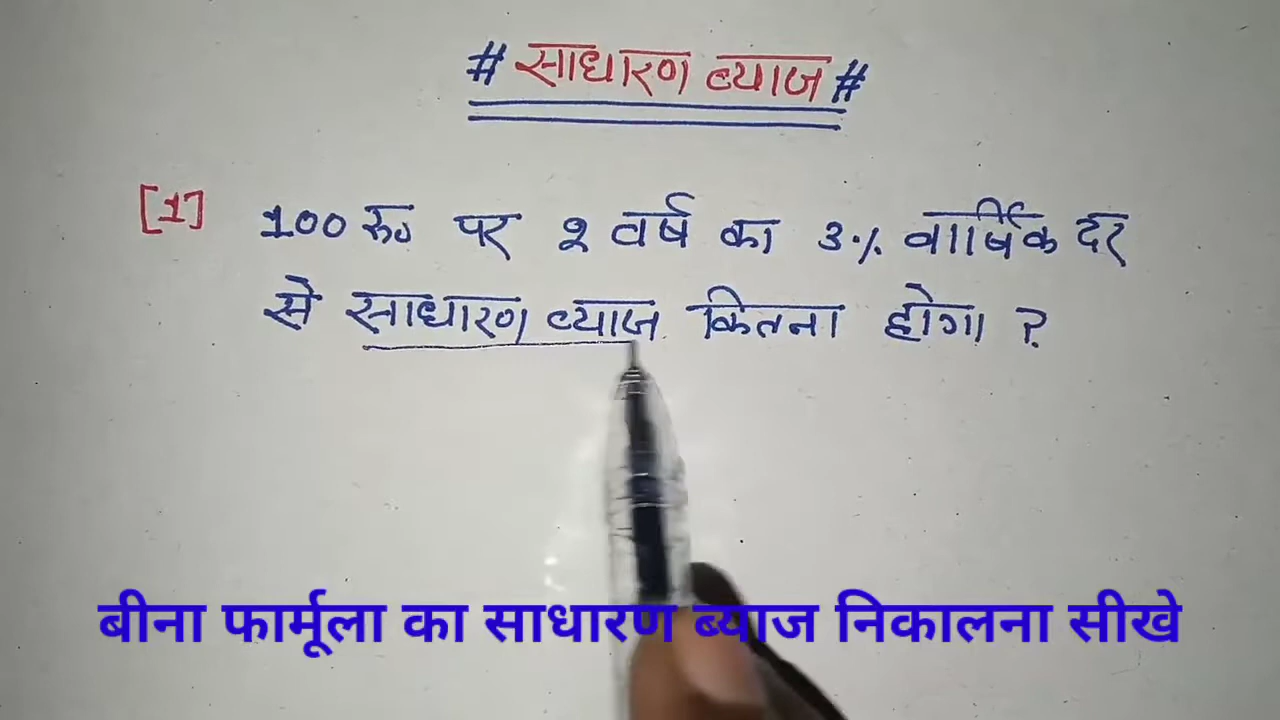 # साधारण ब्याज #
[1] 100 रु० पर 2 वर्ष का 3% वार्षिक दर
से साधारण ब्याज कितना होगा ?
बीना फार्मूला का साधारण ब्याज निकालना सीखे